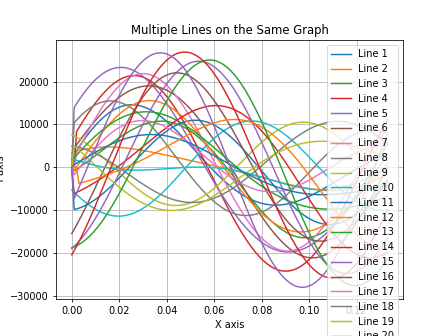 Multiple Lines on the Same Graph
20000
10000
0
−10000
−20000
−30000
0.00
0.02
0.04
0.06
0.08
0.10
X axis
axis
Line 1
Line 2
Line 3
Line 4
Line 5
Line 6
Line 7
Line 8
Line 9
Line 10
Line 11
Line 12
Line 13
Line 14
Line 15
Line 16
Line 17
Line 18
Line 19
Line 20